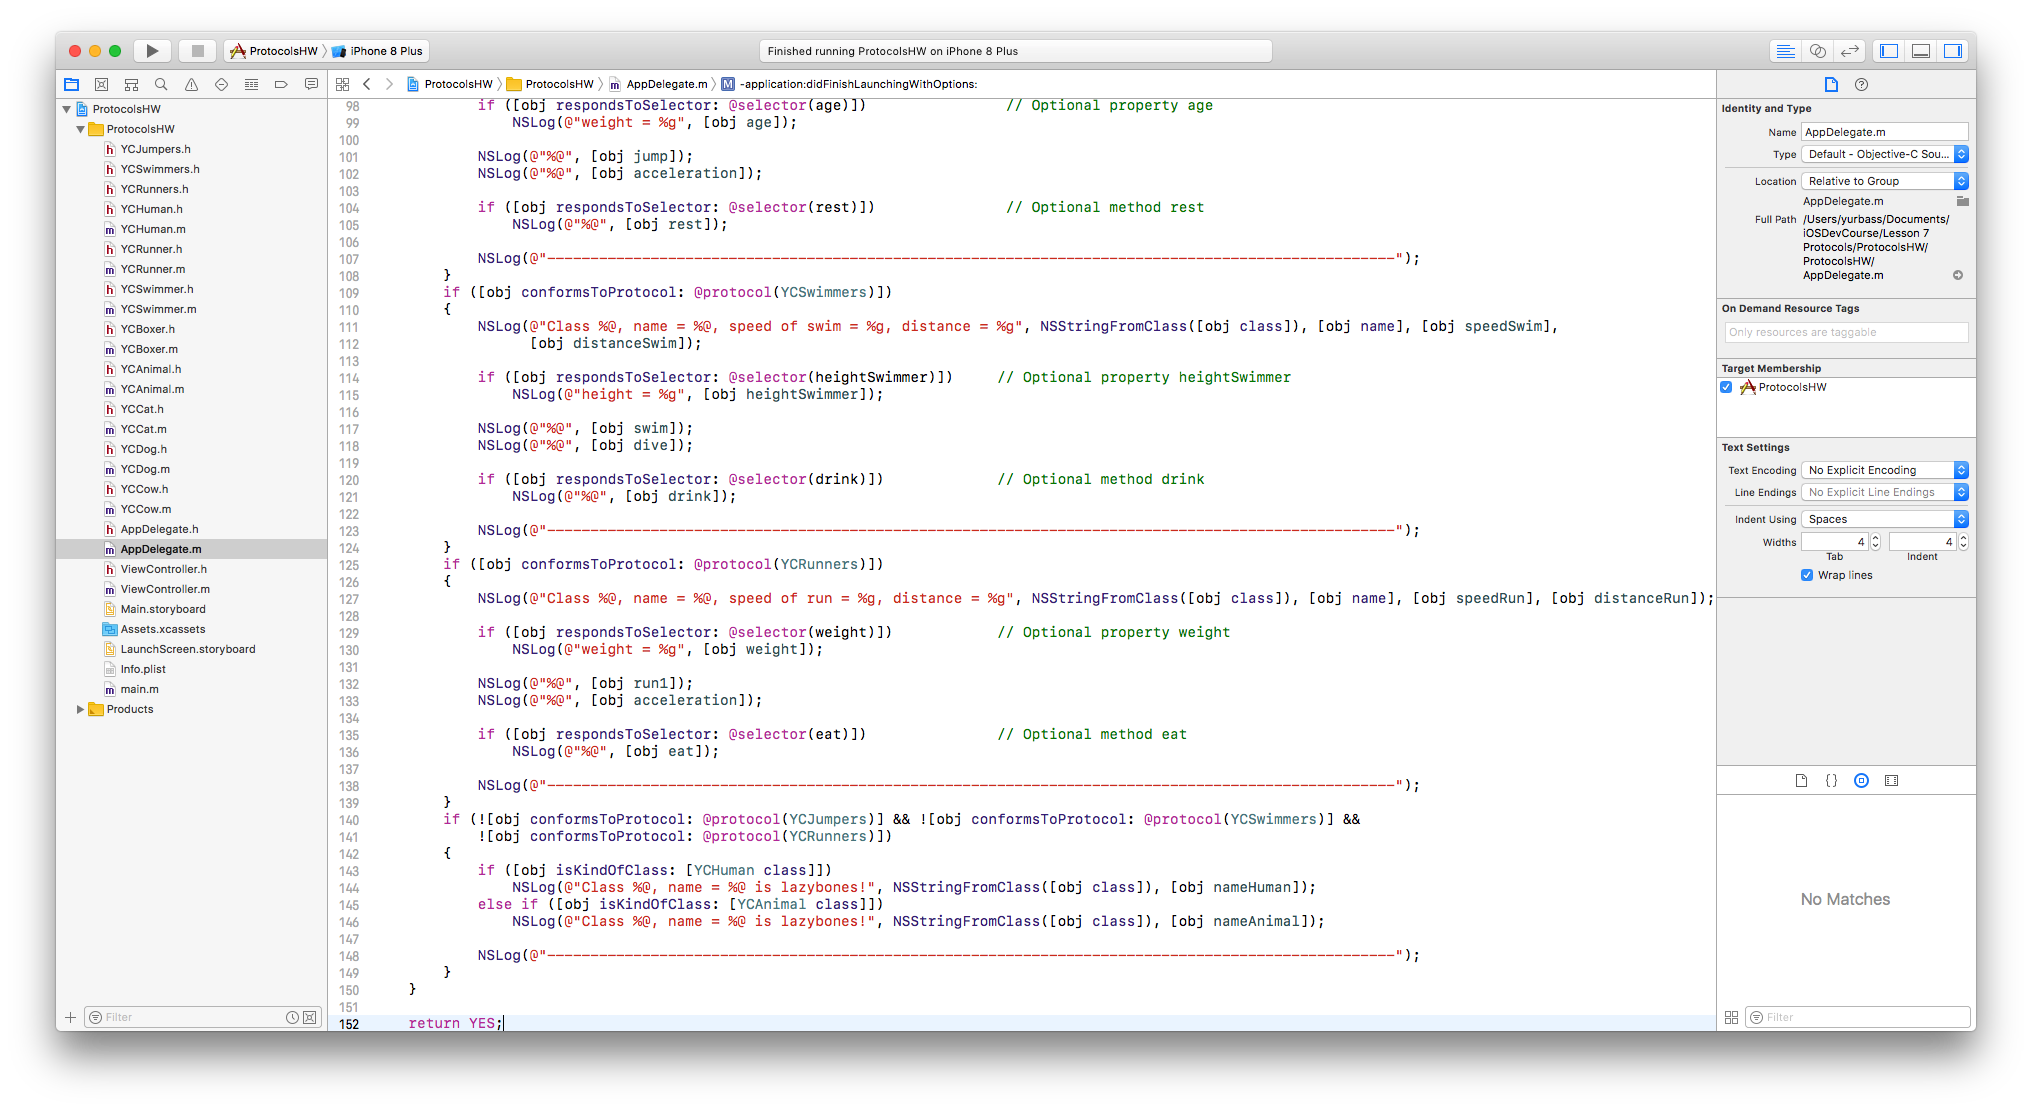 ProtocolsHW
iPhone 8 Plus
Finished running ProtocolsHW on iPhone 8 Plus
ProtocolsHW
ProtocolsHW
AppDelegate.m
M
-application:didFinishLaunchingWithOptions:
ProtocolsHW
ProtocolsHW
h YCJumpers.h
h YCSwimmers.h
h YCRunners.h
h YCHuman.h
m YCHuman.m
h YCRunner.h
m YCRunner.m
h YCSwimmer.h
m YCSwimmer.m
h YCBoxer.h
m YCBoxer.m
h YCAnimal.h
m YCAnimal.m
h YCCat.h
m YCCat.m
h YCDog.h
m YCDog.m
h YCCow.h
m YCCow.m
h AppDelegate.h
m AppDelegate.m
h ViewController.h
m ViewController.m
Main.storyboard
Assets.xcassets
LaunchScreen.storyboard
Info.plist
m main.m
Products
Filter
98 if ([obj respondsToSelector: @selector(age)]) // Optional property age
99 NSLog(@"weight = %g", [obj age]);
100
101 NSLog(@"%@", [obj jump]);
102 NSLog(@"%@", [obj acceleration]);
103
104 if ([obj respondsToSelector: @selector(rest)]) // Optional method rest
105 NSLog(@"%@", [obj rest]);
106
107 NSLog(@"--------------------------------------------------------------------------------------------------");
108 }
109 if ([obj conformsToProtocol: @protocol(YCSwimmers)])
110 {
111 NSLog(@"Class %@, name = %@, speed of swim = %g, distance = %g", NSStringFromClass([obj class]), [obj name], [obj speedSwim],
112 [obj distanceSwim]);
113
114 if ([obj respondsToSelector: @selector(heightSwimmer)]) // Optional property heightSwimmer
115 NSLog(@"height = %g", [obj heightSwimmer]);
116
117 NSLog(@"%@", [obj swim]);
118 NSLog(@"%@", [obj dive]);
119
120 if ([obj respondsToSelector: @selector(drink)]) // Optional method drink
121 NSLog(@"%@", [obj drink]);
122
123 NSLog(@"--------------------------------------------------------------------------------------------------");
124 }
125 if ([obj conformsToProtocol: @protocol(YCRunners)])
126 {
127 NSLog(@"Class %@, name = %@, speed of run = %g, distance = %g", NSStringFromClass([obj class]), [obj name], [obj speedRun], [obj distanceRun]);
128
129 if ([obj respondsToSelector: @selector(weight)]) // Optional property weight
130 NSLog(@"weight = %g", [obj weight]);
131
132 NSLog(@"%@", [obj run1]);
133 NSLog(@"%@", [obj acceleration]);
134
135 if ([obj respondsToSelector: @selector(eat)]) // Optional method eat
136 NSLog(@"%@", [obj eat]);
137
138 NSLog(@"--------------------------------------------------------------------------------------------------");
139 }
140 if (![obj conformsToProtocol: @protocol(YCJumpers)] && ![obj conformsToProtocol: @protocol(YCSwimmers)] &&
141 ![obj conformsToProtocol: @protocol(YCRunners)])
142 {
143 if ([obj isKindOfClass: [YCHuman class]])
144 NSLog(@"Class %@, name = %@ is lazybones!", NSStringFromClass([obj class]), [obj nameHuman]);
145 else if ([obj isKindOfClass: [YCAnimal class]])
146 NSLog(@"Class %@, name = %@ is lazybones!", NSStringFromClass([obj class]), [obj nameAnimal]);
147
148 NSLog(@"--------------------------------------------------------------------------------------------------");
149 }
150 }
151
152 return YES;
Identity and Type
Name AppDelegate.m
Type Default - Objective-C Sou...
Location Relative to Group
AppDelegate.m
Full Path /Users/yurbass/Documents/
iOSDevCourse/Lesson 7
Protocols/ProtocolsHW/
ProtocolsHW/
AppDelegate.m
On Demand Resource Tags
Only resources are taggable
Target Membership
ProtocolsHW
Text Settings
Text Encoding No Explicit Encoding
Line Endings No Explicit Line Endings
Indent Using Spaces
Widths 4 4
Tab Indent
Wrap lines
{}
No Matches
Filter